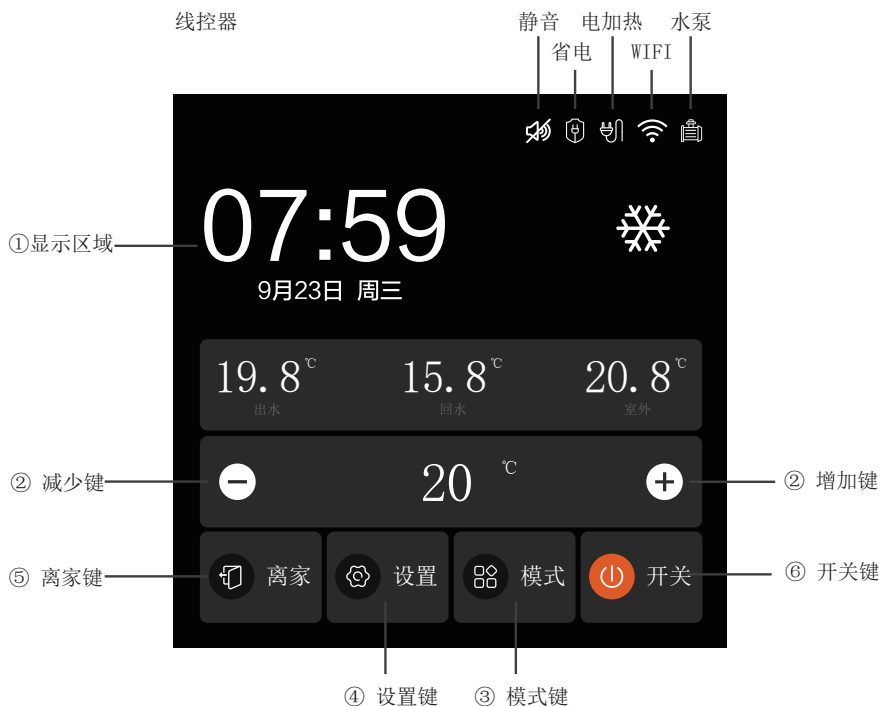 线控器
静音 电加热 水泵
省电 WIFI
07:59
①显示区域
9月23日 周三
19.8℃ 15.8℃ 20.8℃
出水 回水 室外
② 减少键
20 ℃
② 增加键
⑤ 离家键
离家 设置 模式 开关
⑥ 开关键
④ 设置键 ③ 模式键